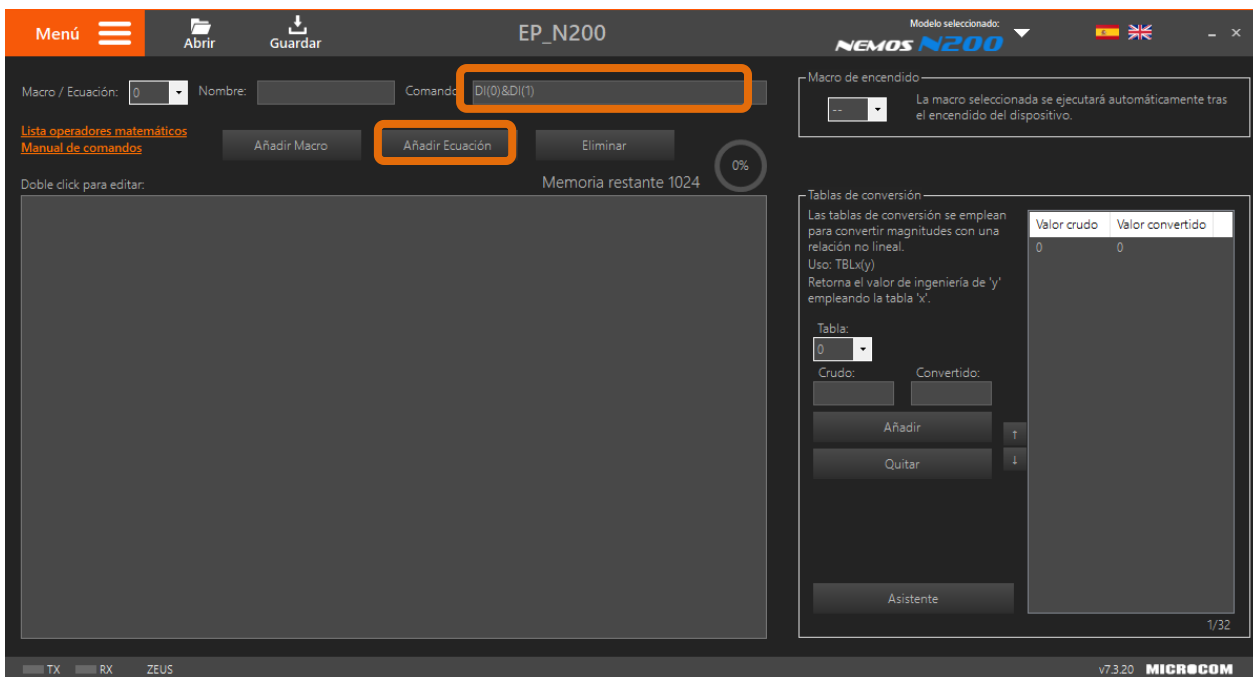 Menú
Abrir
Guardar
EP_N200
Modelo seleccionado:
NEMOS N200
Macro / Ecuación: 0
Nombre:
Comando
DI(0)&DI(1)
Lista operadores matemáticos
Manual de comandos
Añadir Macro
Añadir Ecuación
Eliminar
0%
Doble click para editar:
Memoria restante 1024
Macro de encendido
--
La macro seleccionada se ejecutará automáticamente tras
el encendido del dispositivo.
Tablas de conversión
Las tablas de conversión se emplean
para convertir magnitudes con una
relación no lineal.
Uso: TBLx(y)
Retorna el valor de ingeniería de 'y'
empleando la tabla 'x'.
Tabla:
0
Crudo:
Convertido:
Añadir
Quitar
Asistente
Valor crudo
Valor convertido
0
0
1/32
TX
RX
ZEUS
v7.3.20
MICROCOM